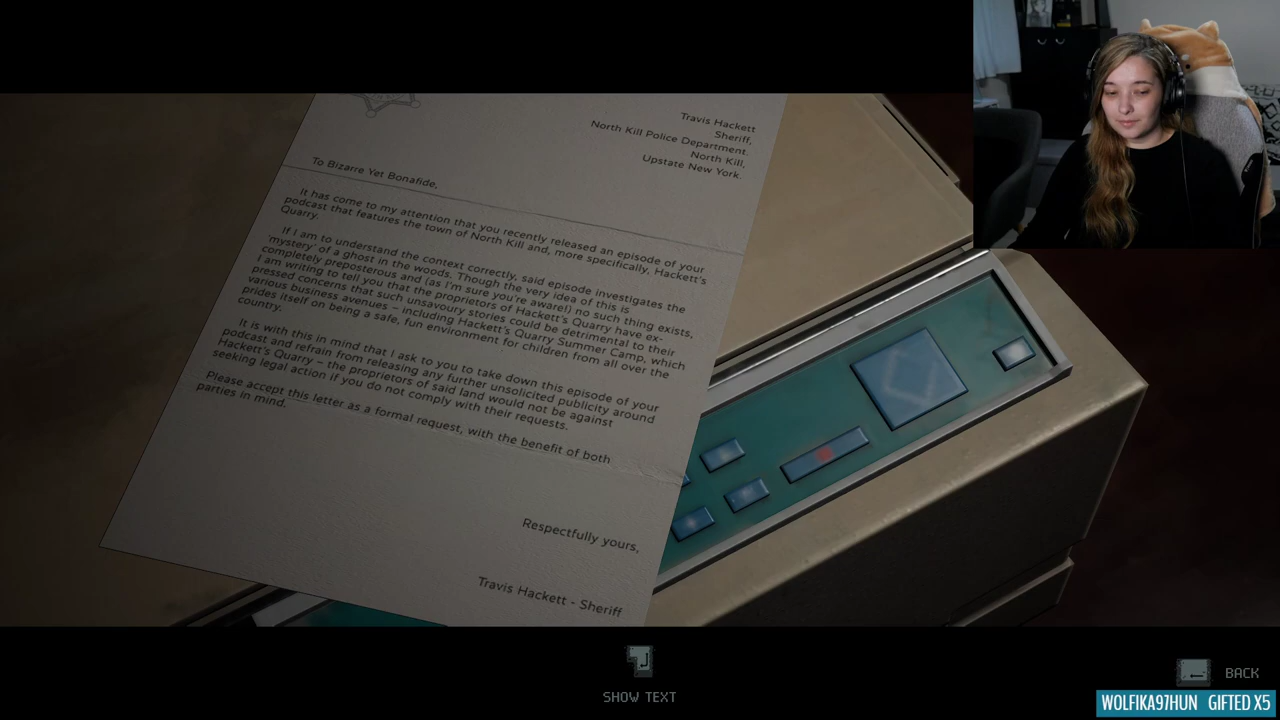 Travis Hackett
Sheriff,
North Kill Police Department.
North Kill,
Upstate New York.
To Bizarre Yet Bonafide,
It has come to my attention that you recently released an episode of your
podcast that features the town of North Kill and, more specifically, Hackett's
Quarry.
If I am to understand the context correctly, said episode investigates the
'mystery' of a ghost in the woods. Though the very idea of this is
completely preposterous and (as I'm sure you're aware!) no such thing exists,
I am writing to tell you that the proprietors of Hackett's Quarry have ex-
pressed concerns that such unsavoury stories could be detrimental to their
various business avenues – including Hackett's Quarry Summer Camp, which
prides itself on being a safe, fun environment for children from all over the
country.
It is with this in mind that I ask to you to take down this episode of your
podcast and refrain from releasing any further unsolicited publicity around
Hackett's Quarry – the proprietors of said land would not be against
seeking legal action if you do not comply with their requests.
Please accept this letter as a formal request, with the benefit of both
parties in mind.
Respectfully yours,
Travis Hackett - Sheriff
SHOW TEXT
BACK
WOLFIKA97HUN GIFTED X5